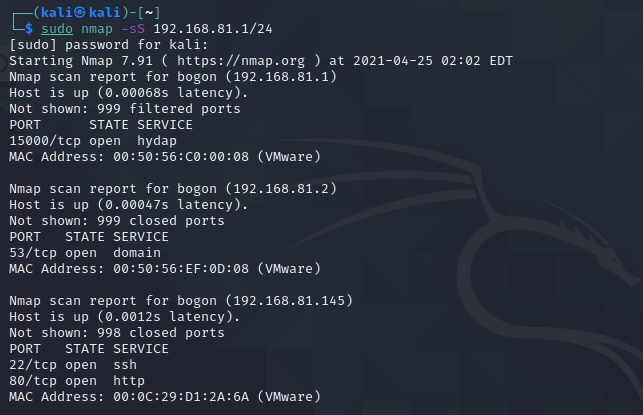 ┌──(kali㉿kali)-[~]
└─$ sudo nmap -sS 192.168.81.1/24
[sudo] password for kali:
Starting Nmap 7.91 ( https://nmap.org ) at 2021-04-25 02:02 EDT
Nmap scan report for bogon (192.168.81.1)
Host is up (0.00068s latency).
Not shown: 999 filtered ports
PORT      STATE SERVICE
15000/tcp open  hydap
MAC Address: 00:50:56:C0:00:08 (VMware)

Nmap scan report for bogon (192.168.81.2)
Host is up (0.00047s latency).
Not shown: 999 closed ports
PORT   STATE SERVICE
53/tcp open  domain
MAC Address: 00:50:56:EF:0D:08 (VMware)

Nmap scan report for bogon (192.168.81.145)
Host is up (0.0012s latency).
Not shown: 998 closed ports
PORT   STATE SERVICE
22/tcp open  ssh
80/tcp open  http
MAC Address: 00:0C:29:D1:2A:6A (VMware)